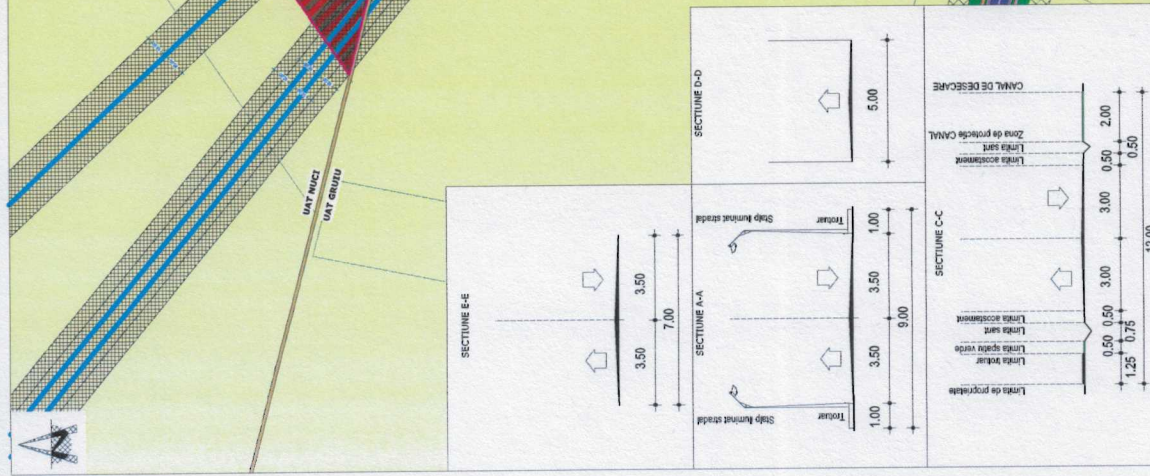 UAT NUCI
UAT GRUIU
N
SECTIUNE E-E
3.50
3.50
7.00
SECTIUNE A-A
Stalp iluminat stradal
Trotuar
Stalp iluminat stradal
Trotuar
1.00
3.50
3.50
1.00
9.00
SECTIUNE D-D
5.00
SECTIUNE C-C
Limita de proprietate
Limita trotuar
Limita spatiu verde
Limita sant
Limita acostament
Limita acostament
Limita sant
Zona de protectie CANAL
CANAL DE DESECARE
1.25
0.50
0.75
0.50
3.00
3.00
0.50
0.50
2.00
12.00